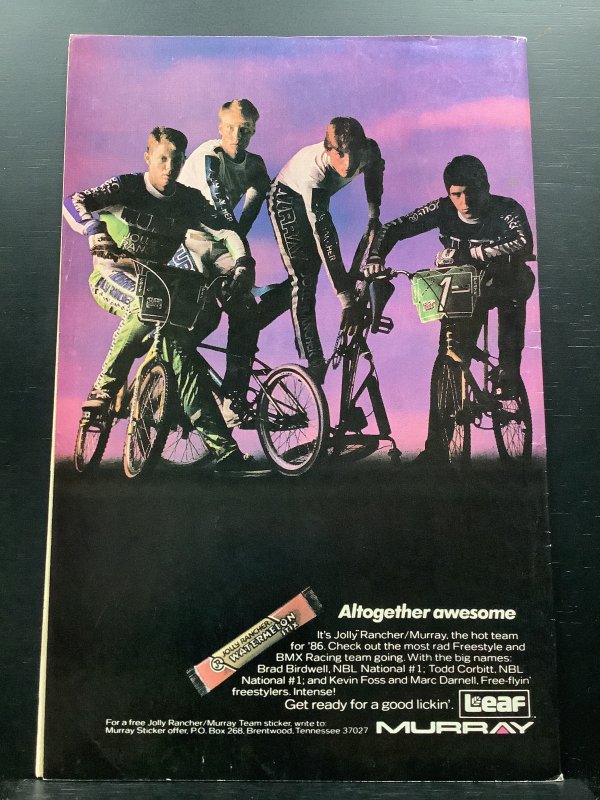 MURRAY
1
JOLLY RANCHER
WATERMELON
STIX
Altogether awesome
It's Jolly Rancher/Murray, the hot team
for '86. Check out the most rad Freestyle and
BMX Racing team going. With the big names:
Brad Birdwell, NBL National #1; Todd Corbitt, NBL
National #1; and Kevin Foss and Marc Darnell, Free-flyin'
freestylers. Intense!
Get ready for a good lickin'.
Leaf
For a free Jolly Rancher/Murray Team sticker, write to:
Murray Sticker offer, P.O. Box 268, Brentwood, Tennessee 37027
MURRAY